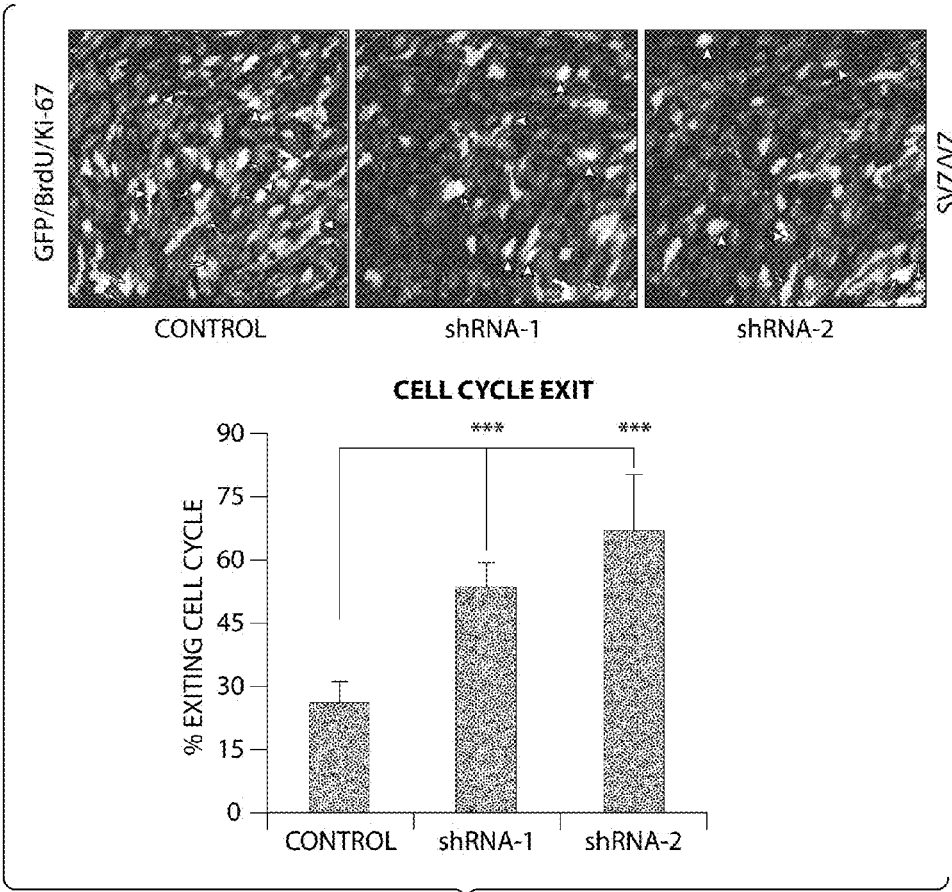 GFP/BrdU/Ki-67
SVZ/VZ
CONTROL shRNA-1 shRNA-2
CELL CYCLE EXIT
*** ***
% EXITING CELL CYCLE
90
75
60
45
30
15
0
CONTROL shRNA-1 shRNA-2